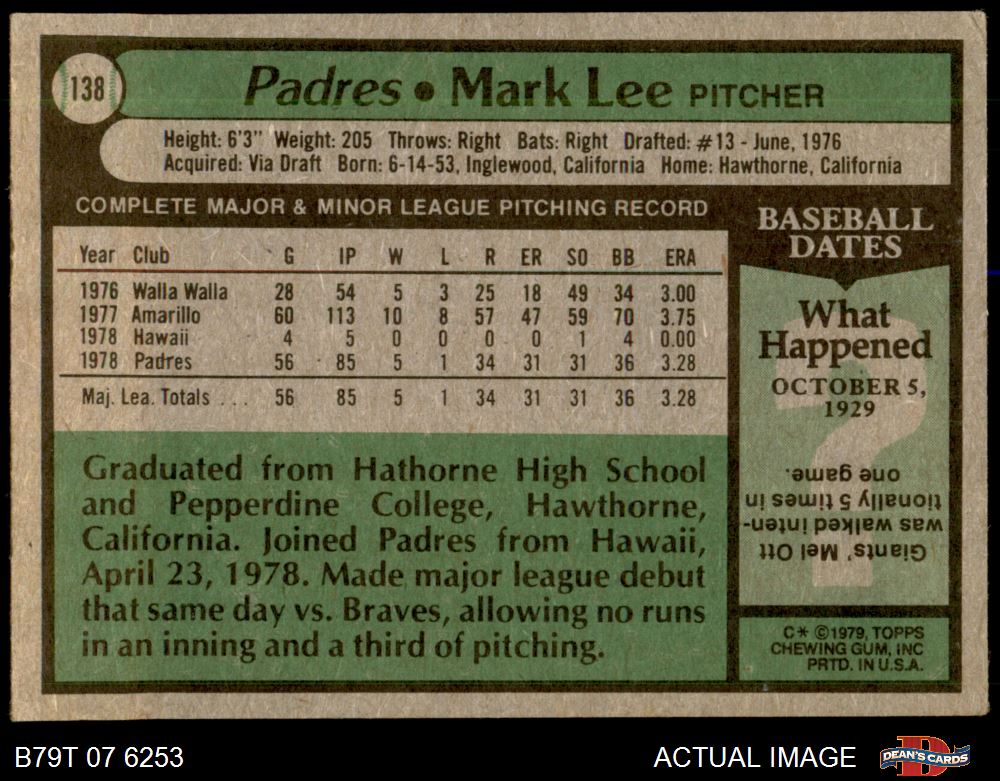 138
Padres • Mark Lee PITCHER
Height: 6'3" Weight: 205 Throws: Right Bats: Right Drafted: #13 - June, 1976
Acquired: Via Draft Born: 6-14-53, Inglewood, California Home: Hawthorne, California
COMPLETE MAJOR & MINOR LEAGUE PITCHING RECORD
Year Club G IP W L R ER SO BB ERA
1976 Walla Walla 28 54 5 3 25 18 49 34 3.00
1977 Amarillo 60 113 10 8 57 47 59 70 3.75
1978 Hawaii 4 5 0 0 0 0 1 4 0.00
1978 Padres 56 85 5 1 34 31 31 36 3.28
Maj. Lea. Totals ... 56 85 5 1 34 31 31 36 3.28
Graduated from Hathorne High School
and Pepperdine College, Hawthorne,
California. Joined Padres from Hawaii,
April 23, 1978. Made major league debut
that same day vs. Braves, allowing no runs
in an inning and a third of pitching.
BASEBALL
DATES
What
Happened
OCTOBER 5,
1929
?
Giants' Mel Ott
was walked inten-
tionally 5 times in
one game.
C* ©1979, TOPPS
CHEWING GUM, INC
PRTD. IN U.S.A.
B79T 07 6253
ACTUAL IMAGE
D
DEAN'S CARDS